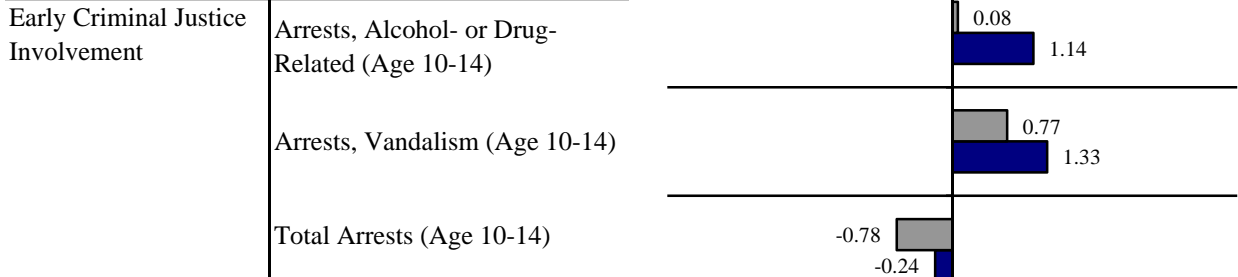 Early Criminal Justice
Involvement
Arrests, Alcohol- or Drug-
Related (Age 10-14)
0.08
1.14
Arrests, Vandalism (Age 10-14)
0.77
1.33
Total Arrests (Age 10-14)
-0.78
-0.24